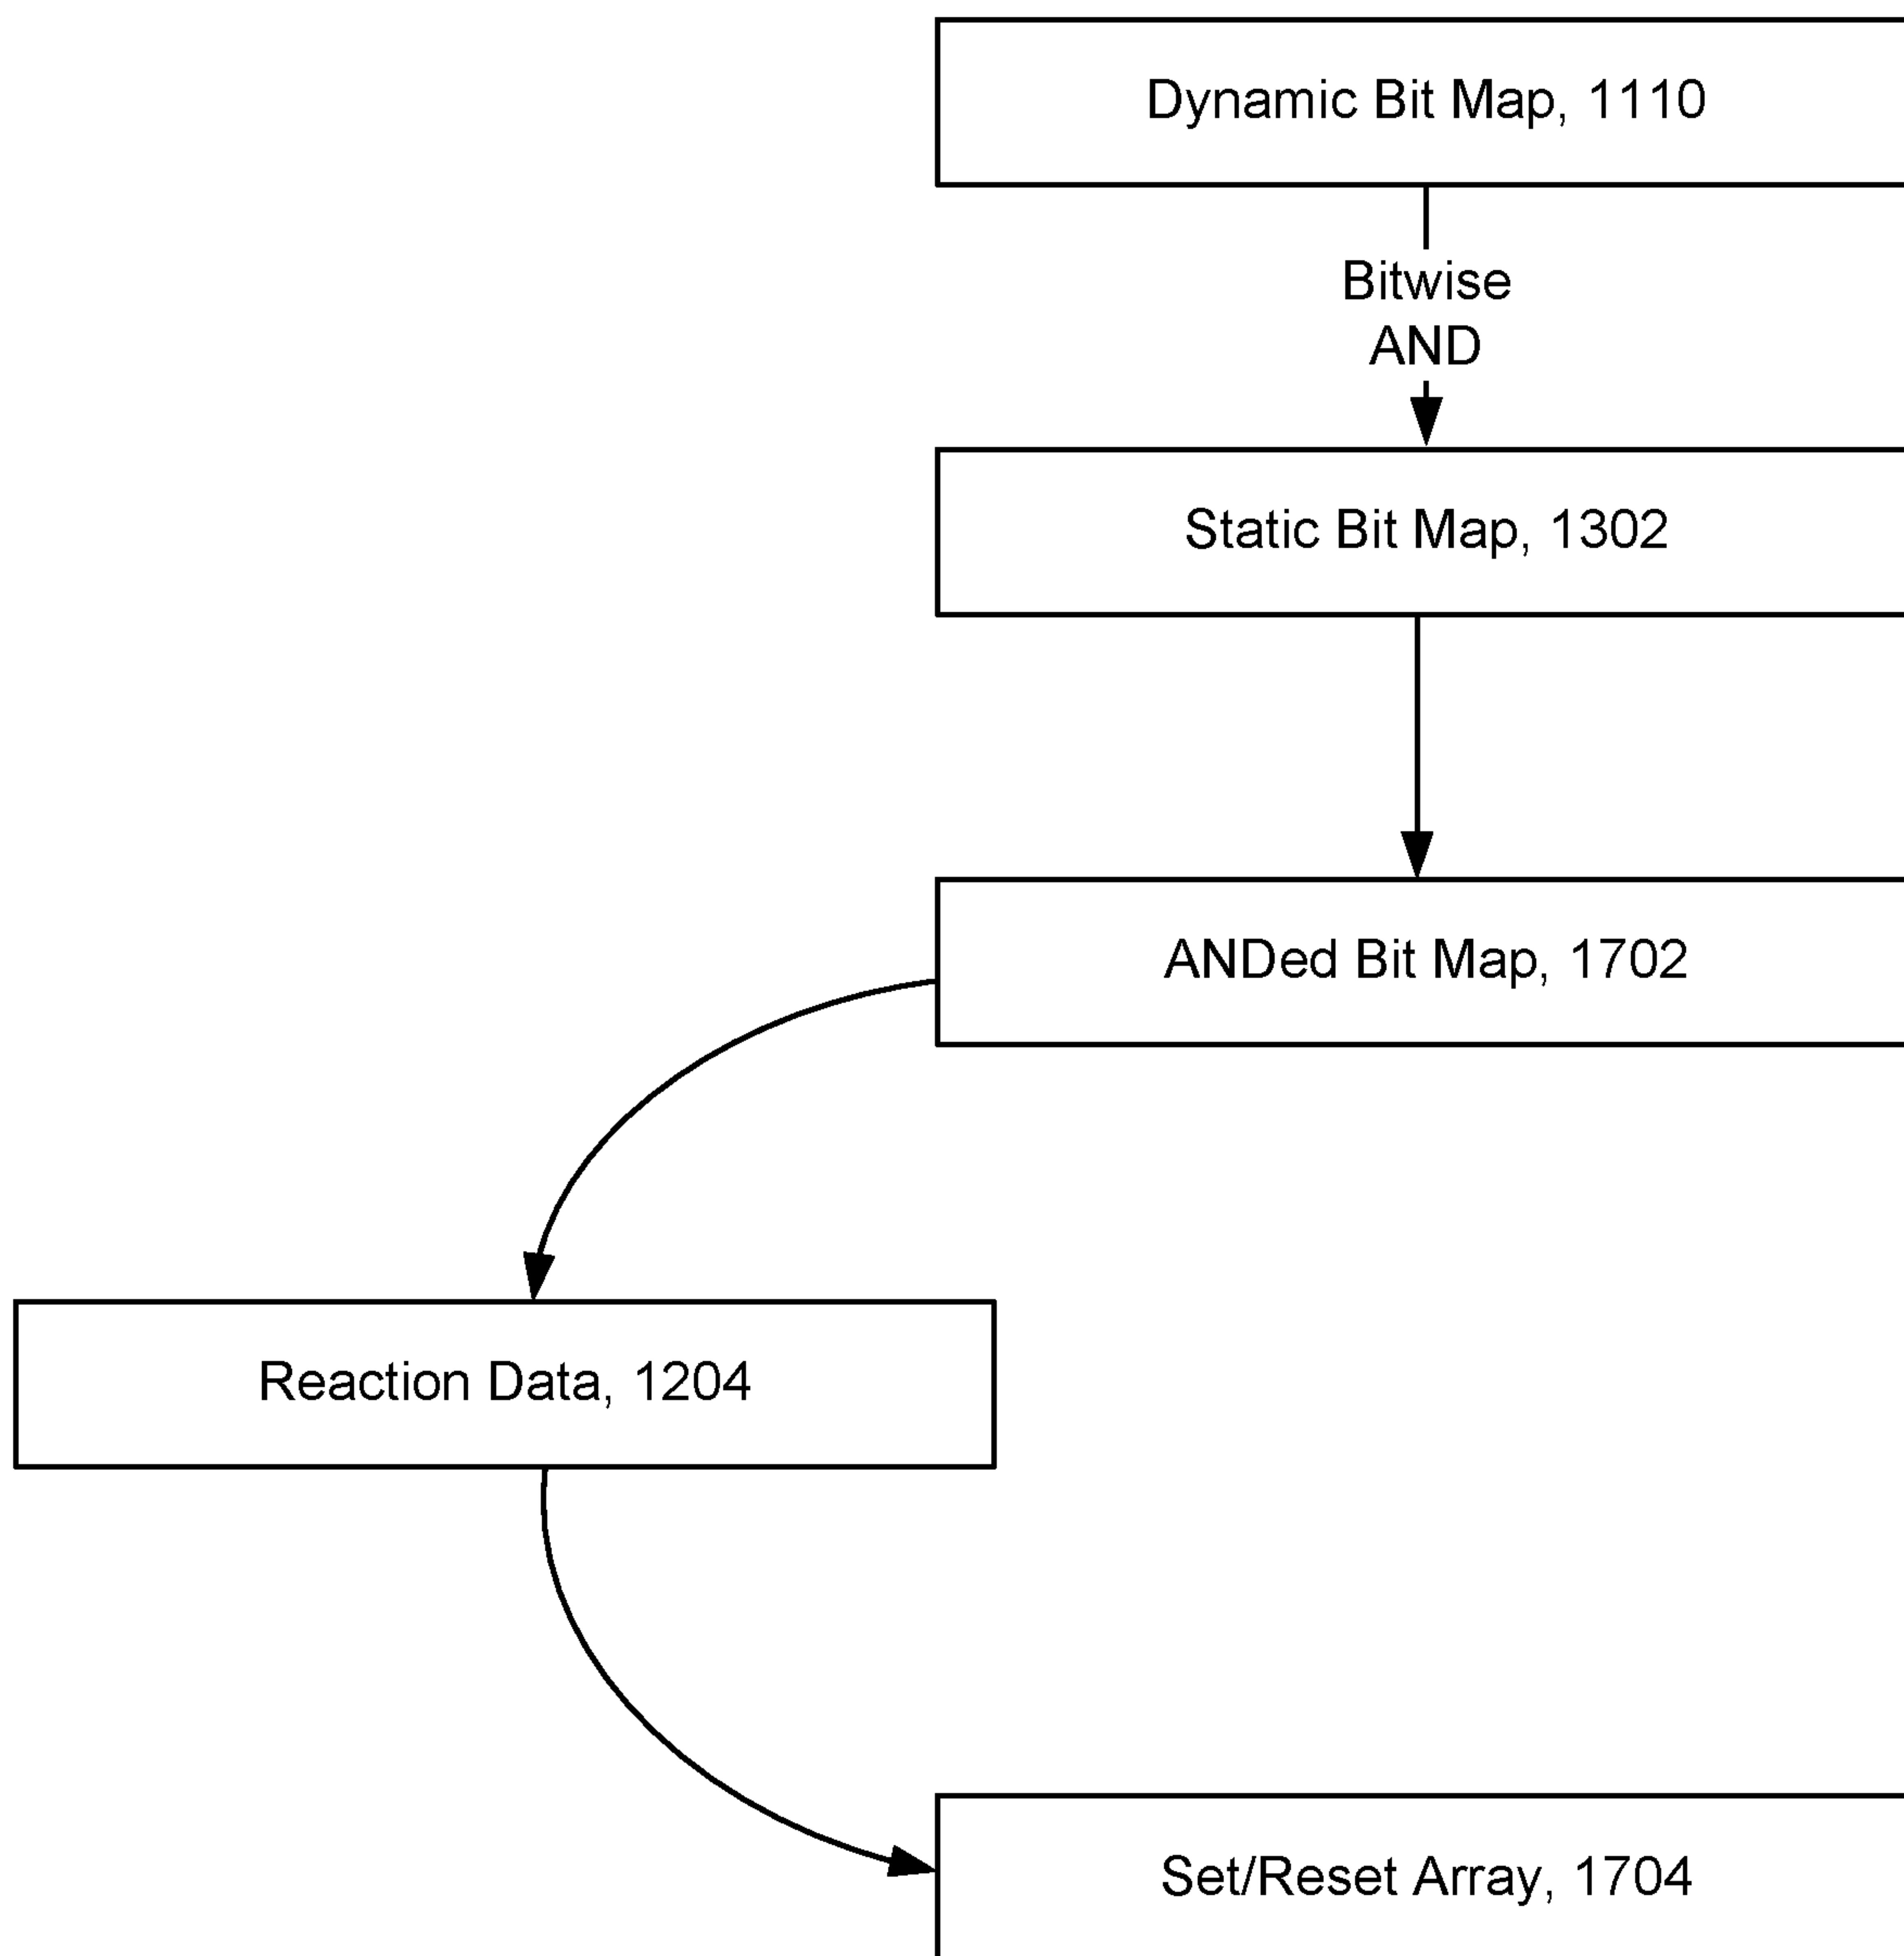 Dynamic Bit Map, 1110
Bitwise
AND
Static Bit Map, 1302
ANDed Bit Map, 1702
Reaction Data, 1204
Set/Reset Array, 1704